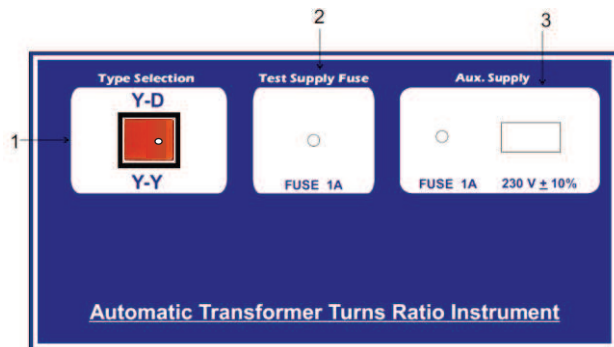 2
3
Type Selection
Test Supply Fuse
Aux. Supply
Y-D
1
Y-Y
FUSE 1A
FUSE 1A
230 V ± 10%
Automatic Transformer Turns Ratio Instrument